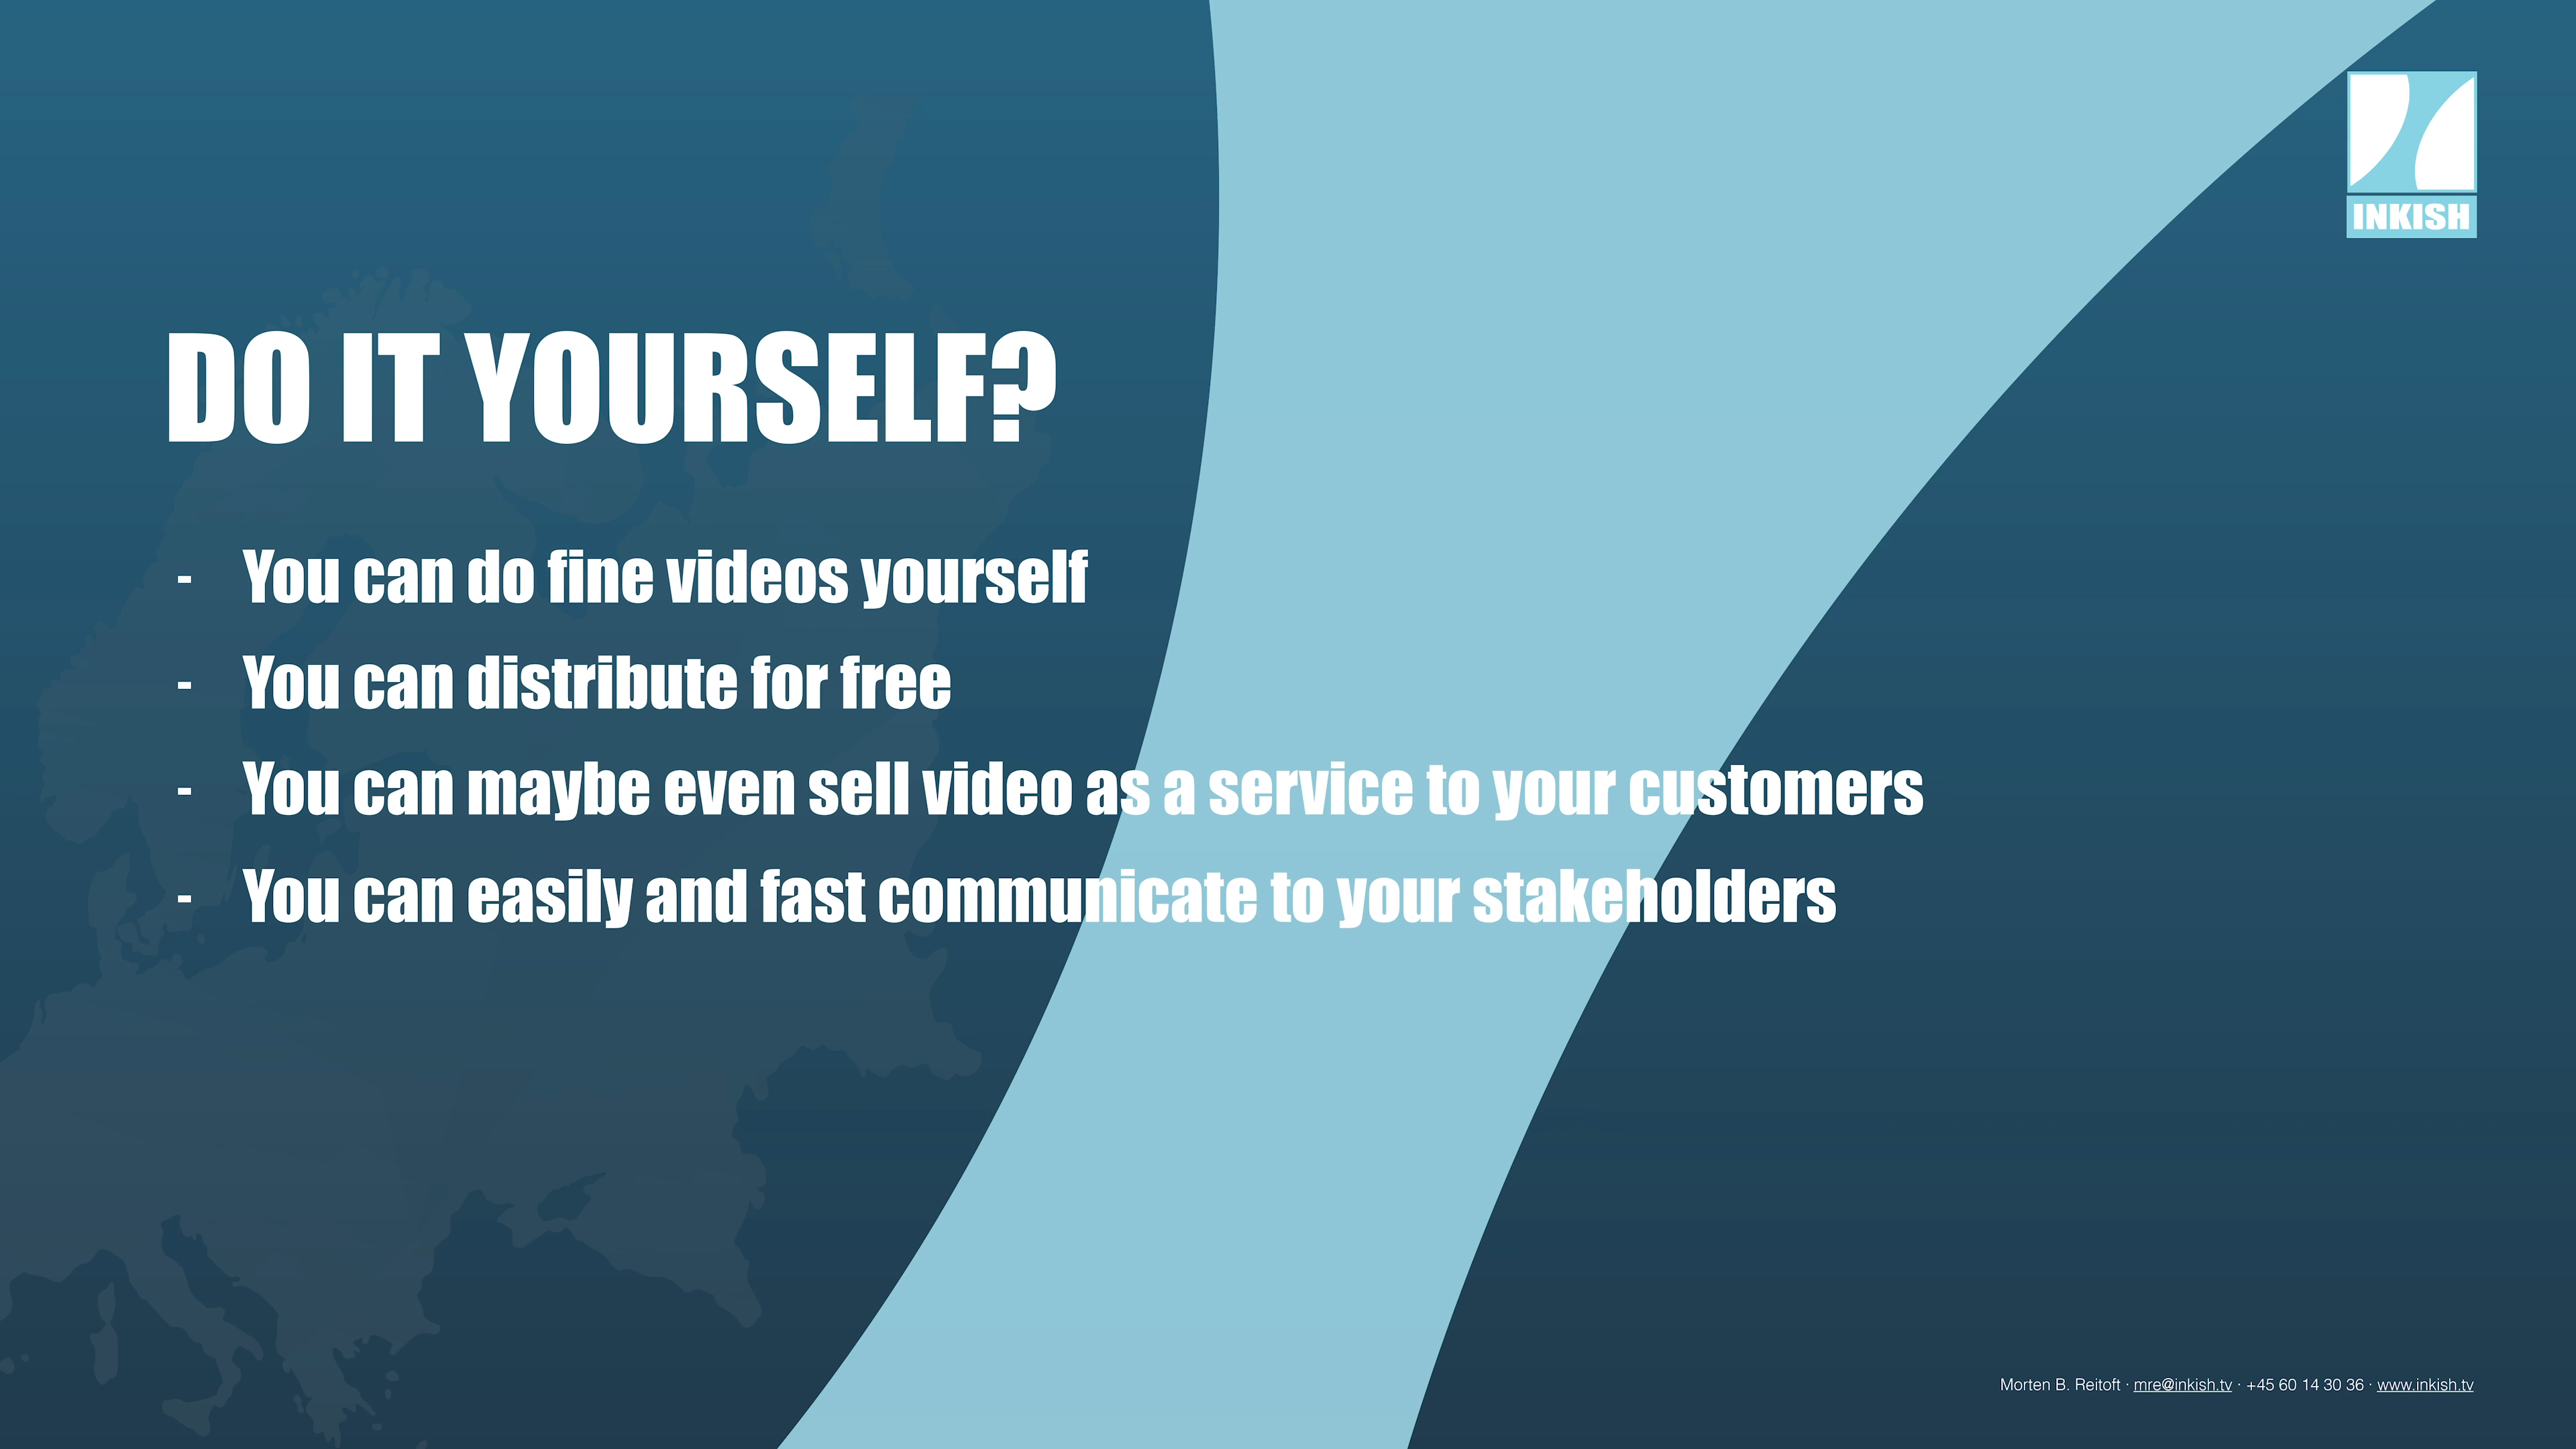 INKISH
DO IT YOURSELF?
- You can do fine videos yourself
- You can distribute for free
- You can maybe even sell video as a service to your customers
- You can easily and fast communicate to your stakeholders
Morten B. Reitoft · mre@inkish.tv · +45 60 14 30 36 · www.inkish.tv